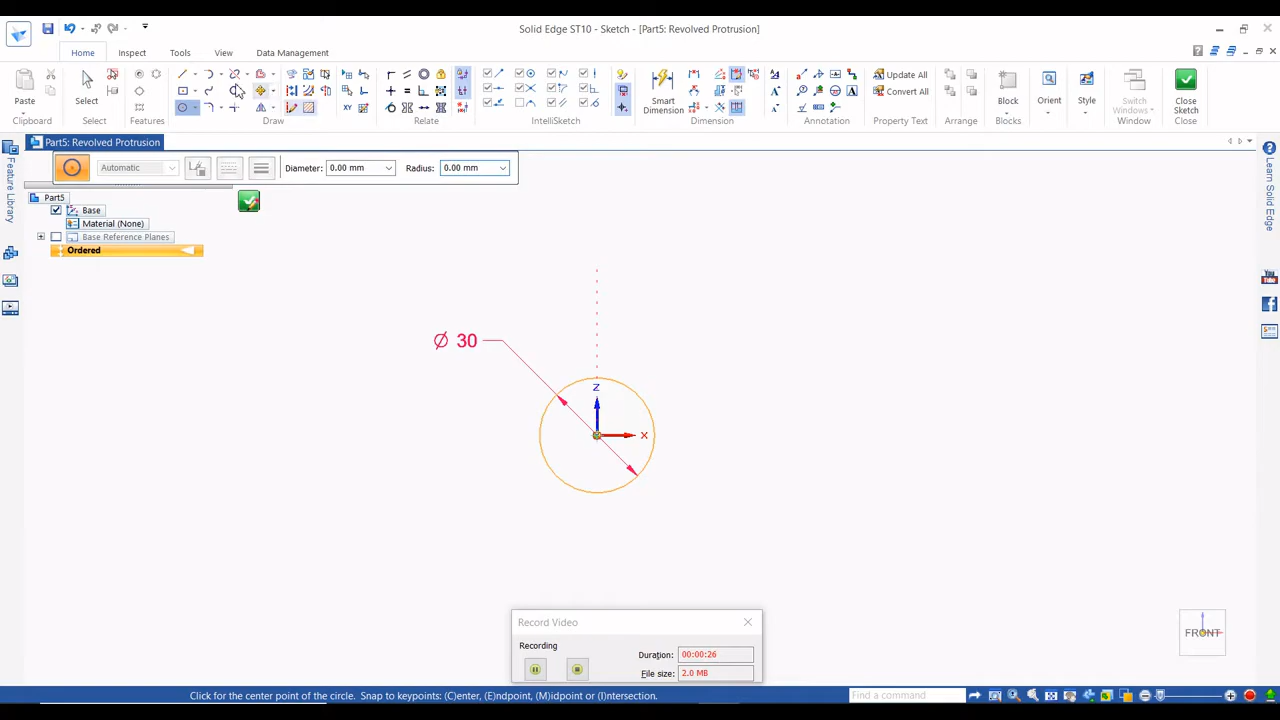 Solid Edge ST10 - Sketch - [Part5: Revolved Protrusion]
Home Inspect Tools View Data Management
Paste Select Smart Dimension Update All Convert All Block Orient Style Switch Windows Close Sketch
Clipboard Select Features Draw Relate IntelliSketch Dimension Annotation Property Text Arrange Blocks Window Close
Part5: Revolved Protrusion
Automatic Diameter: 0.00 mm Radius: 0.00 mm
Feature Library
Learn Solid Edge
You Tube
Part5
Base
Material (None)
Base Reference Planes
Ordered
Ø 30
Z
X
FRONT
Record Video
Recording
Duration: 00:00:26
File size: 2.0 MB
Click for the center point of the circle. Snap to keypoints: (C)enter, (E)ndpoint, (M)idpoint or (I)ntersection.
Find a command